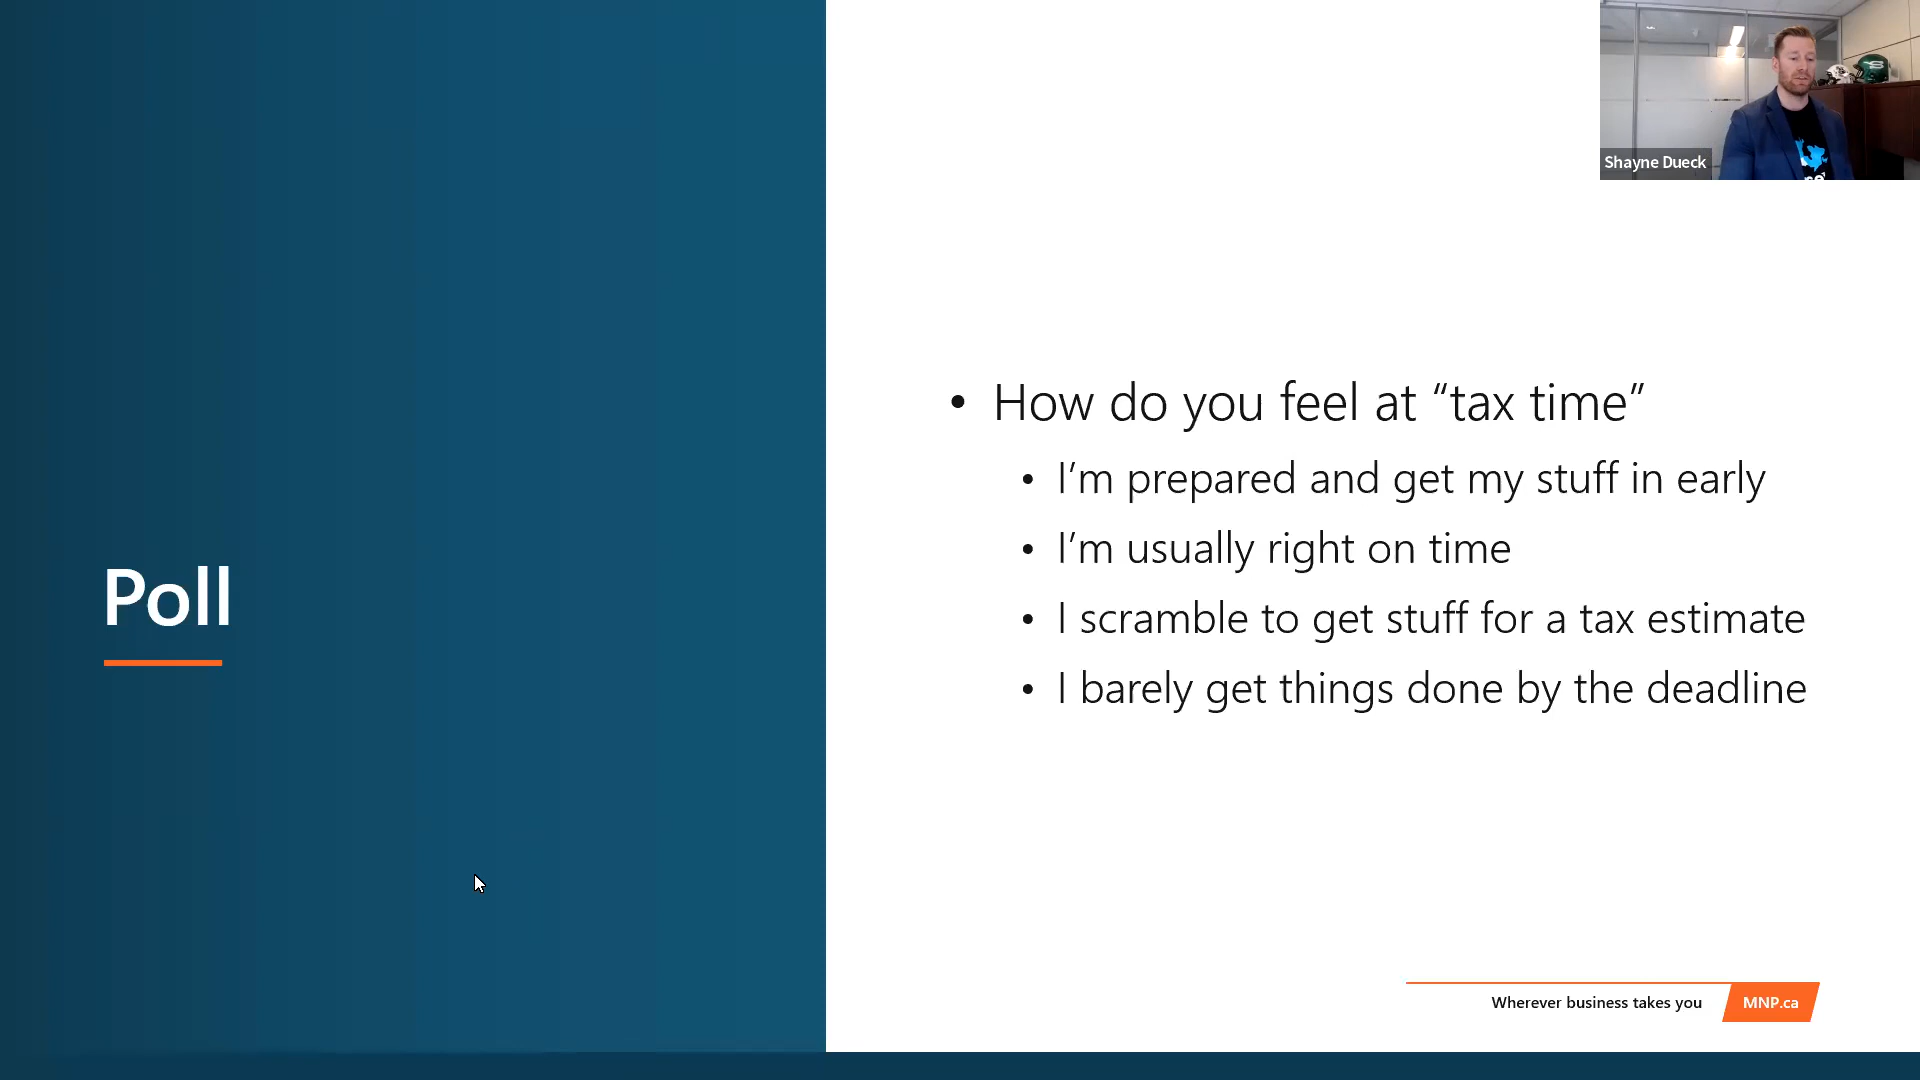 Shayne Dueck
Poll
• How do you feel at “tax time”
• I’m prepared and get my stuff in early
• I’m usually right on time
• I scramble to get stuff for a tax estimate
• I barely get things done by the deadline
Wherever business takes you
MNP.ca